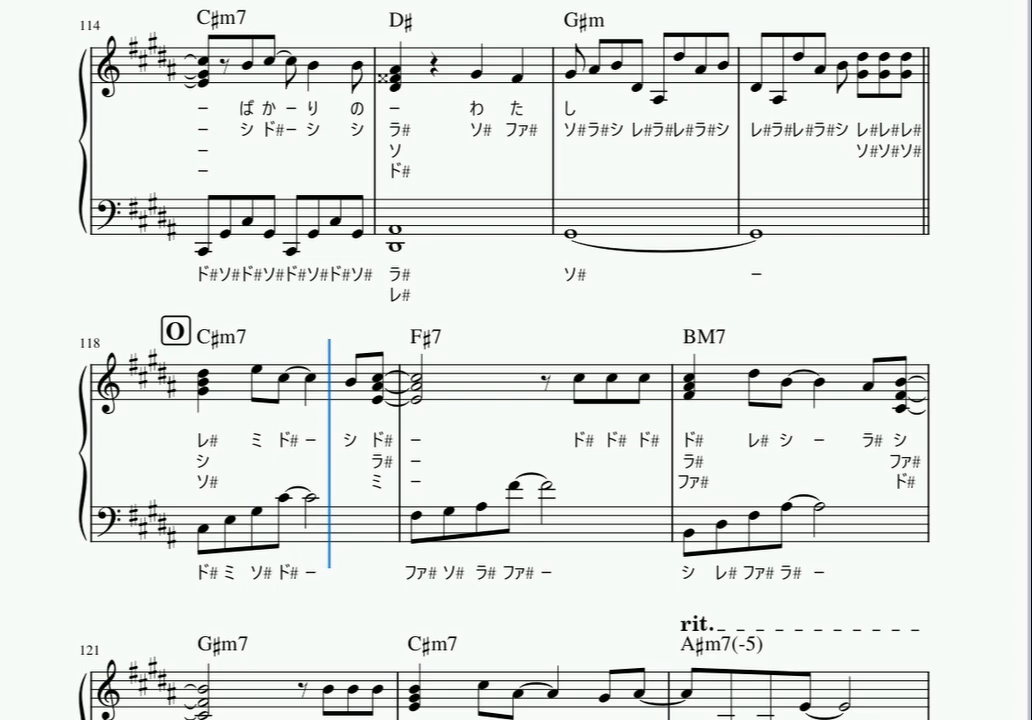 114 C♯m7 D♯ G♯m
– ば か – り の – わ た し
– シ ド# – シ シ ラ# ソ# ファ# ソ# ラ# シ レ# ラ# レ# ラ# シ レ# ラ# レ# ラ# シ レ# レ# レ#
– ソ ソ# ソ# ソ#
– ド#
ド# ソ# ド# ソ# ド# ソ# ド# ソ# ラ# ソ# –
レ#
O
118 C♯m7 F♯7 BM7
レ# ミ ド# – シ ド# – ド# ド# ド# ド# レ# シ – ラ# シ
シ ラ# – ラ# ファ#
ソ# ミ – ファ# ド#
ド# ミ ソ# ド# – ファ# ソ# ラ# ファ# – シ レ# ファ# ラ# –
rit.
121 G♯m7 C♯m7 A♯m7(-5)